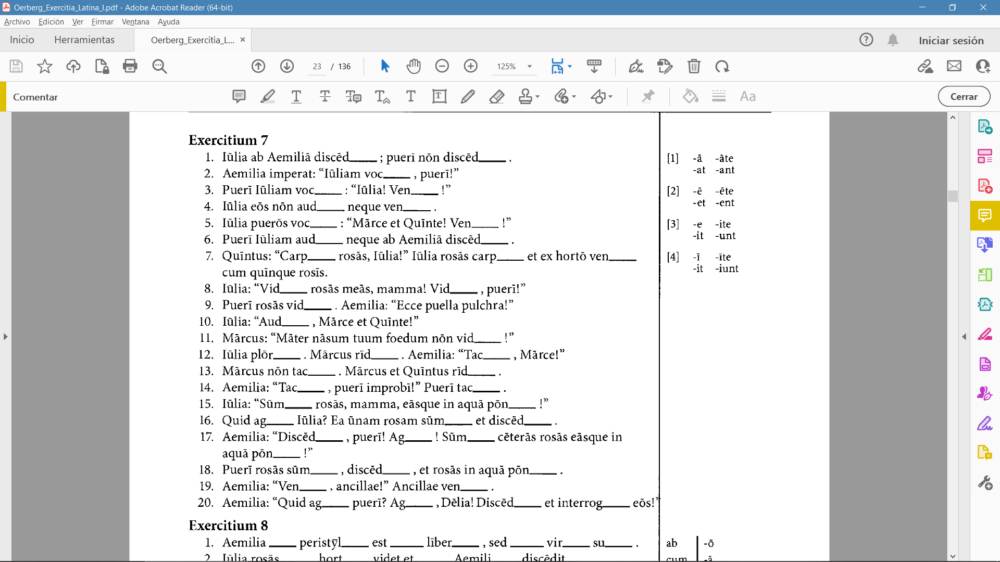 Oerberg_Exercitia_Latina_I.pdf - Adobe Acrobat Reader (64-bit)
Archivo Edición Ver Firmar Ventana Ayuda
Inicio Herramientas Oerberg_Exercitia_L... × Iniciar sesión
23 / 136 125%
Comentar Cerrar
Exercitium 7
1. Iūlia ab Aemiliā discēd____ ; puerī nōn discēd____ .
2. Aemilia imperat: “Iūliam voc____ , puerī!”
3. Puerī Iūliam voc____ : “Iūlia! Ven____ !”
4. Iūlia eōs nōn aud____ neque ven____ .
5. Iūlia puerōs voc____ : “Mārce et Quīnte! Ven____ !”
6. Puerī Iūliam aud____ neque ab Aemiliā discēd____ .
7. Quīntus: “Carp____ rosās, Iūlia!” Iūlia rosās carp____ et ex hortō ven____
cum quīnque rosīs.
8. Iūlia: “Vid____ rosās meās, mamma! Vid____ , puerī!”
9. Puerī rosās vid____ . Aemilia: “Ecce puella pulchra!”
10. Iūlia: “Aud____ , Mārce et Quīnte!”
11. Mārcus: “Māter nāsum tuum foedum nōn vid____ !”
12. Iūlia plōr____ . Mārcus rīd____ . Aemilia: “Tac____ , Mārce!”
13. Mārcus nōn tac____ . Mārcus et Quīntus rīd____ .
14. Aemilia: “Tac____ , puerī improbī!” Puerī tac____ .
15. Iūlia: “Sūm____ rosās, mamma, eāsque in aquā pōn____ !”
16. Quid ag____ Iūlia? Ea ūnam rosam sūm____ et discēd____ .
17. Aemilia: “Discēd____ , puerī! Ag____ ! Sūm____ cēterās rosās eāsque in
aquā pōn____ !”
18. Puerī rosās sūm____ , discēd____ , et rosās in aquā pōn____ .
19. Aemilia: “Ven____ , ancillae!” Ancillae ven____ .
20. Aemilia: “Quid ag____ puerī? Ag____ , Dēlia! Discēd____ et interrog____ eōs!”
[1] -ā -āte
-at -ant
[2] -ē -ēte
-et -ent
[3] -e -ite
-it -unt
[4] -ī -īte
-it -iunt
Exercitium 8
1. Aemilia ____ peristȳl____ est ____ līber____ , sed ____ vir____ su____ .
2. Iūlia rosās ____ hort____ videt et ____ Aemili____ discēdit
ab -ō
cum -ā